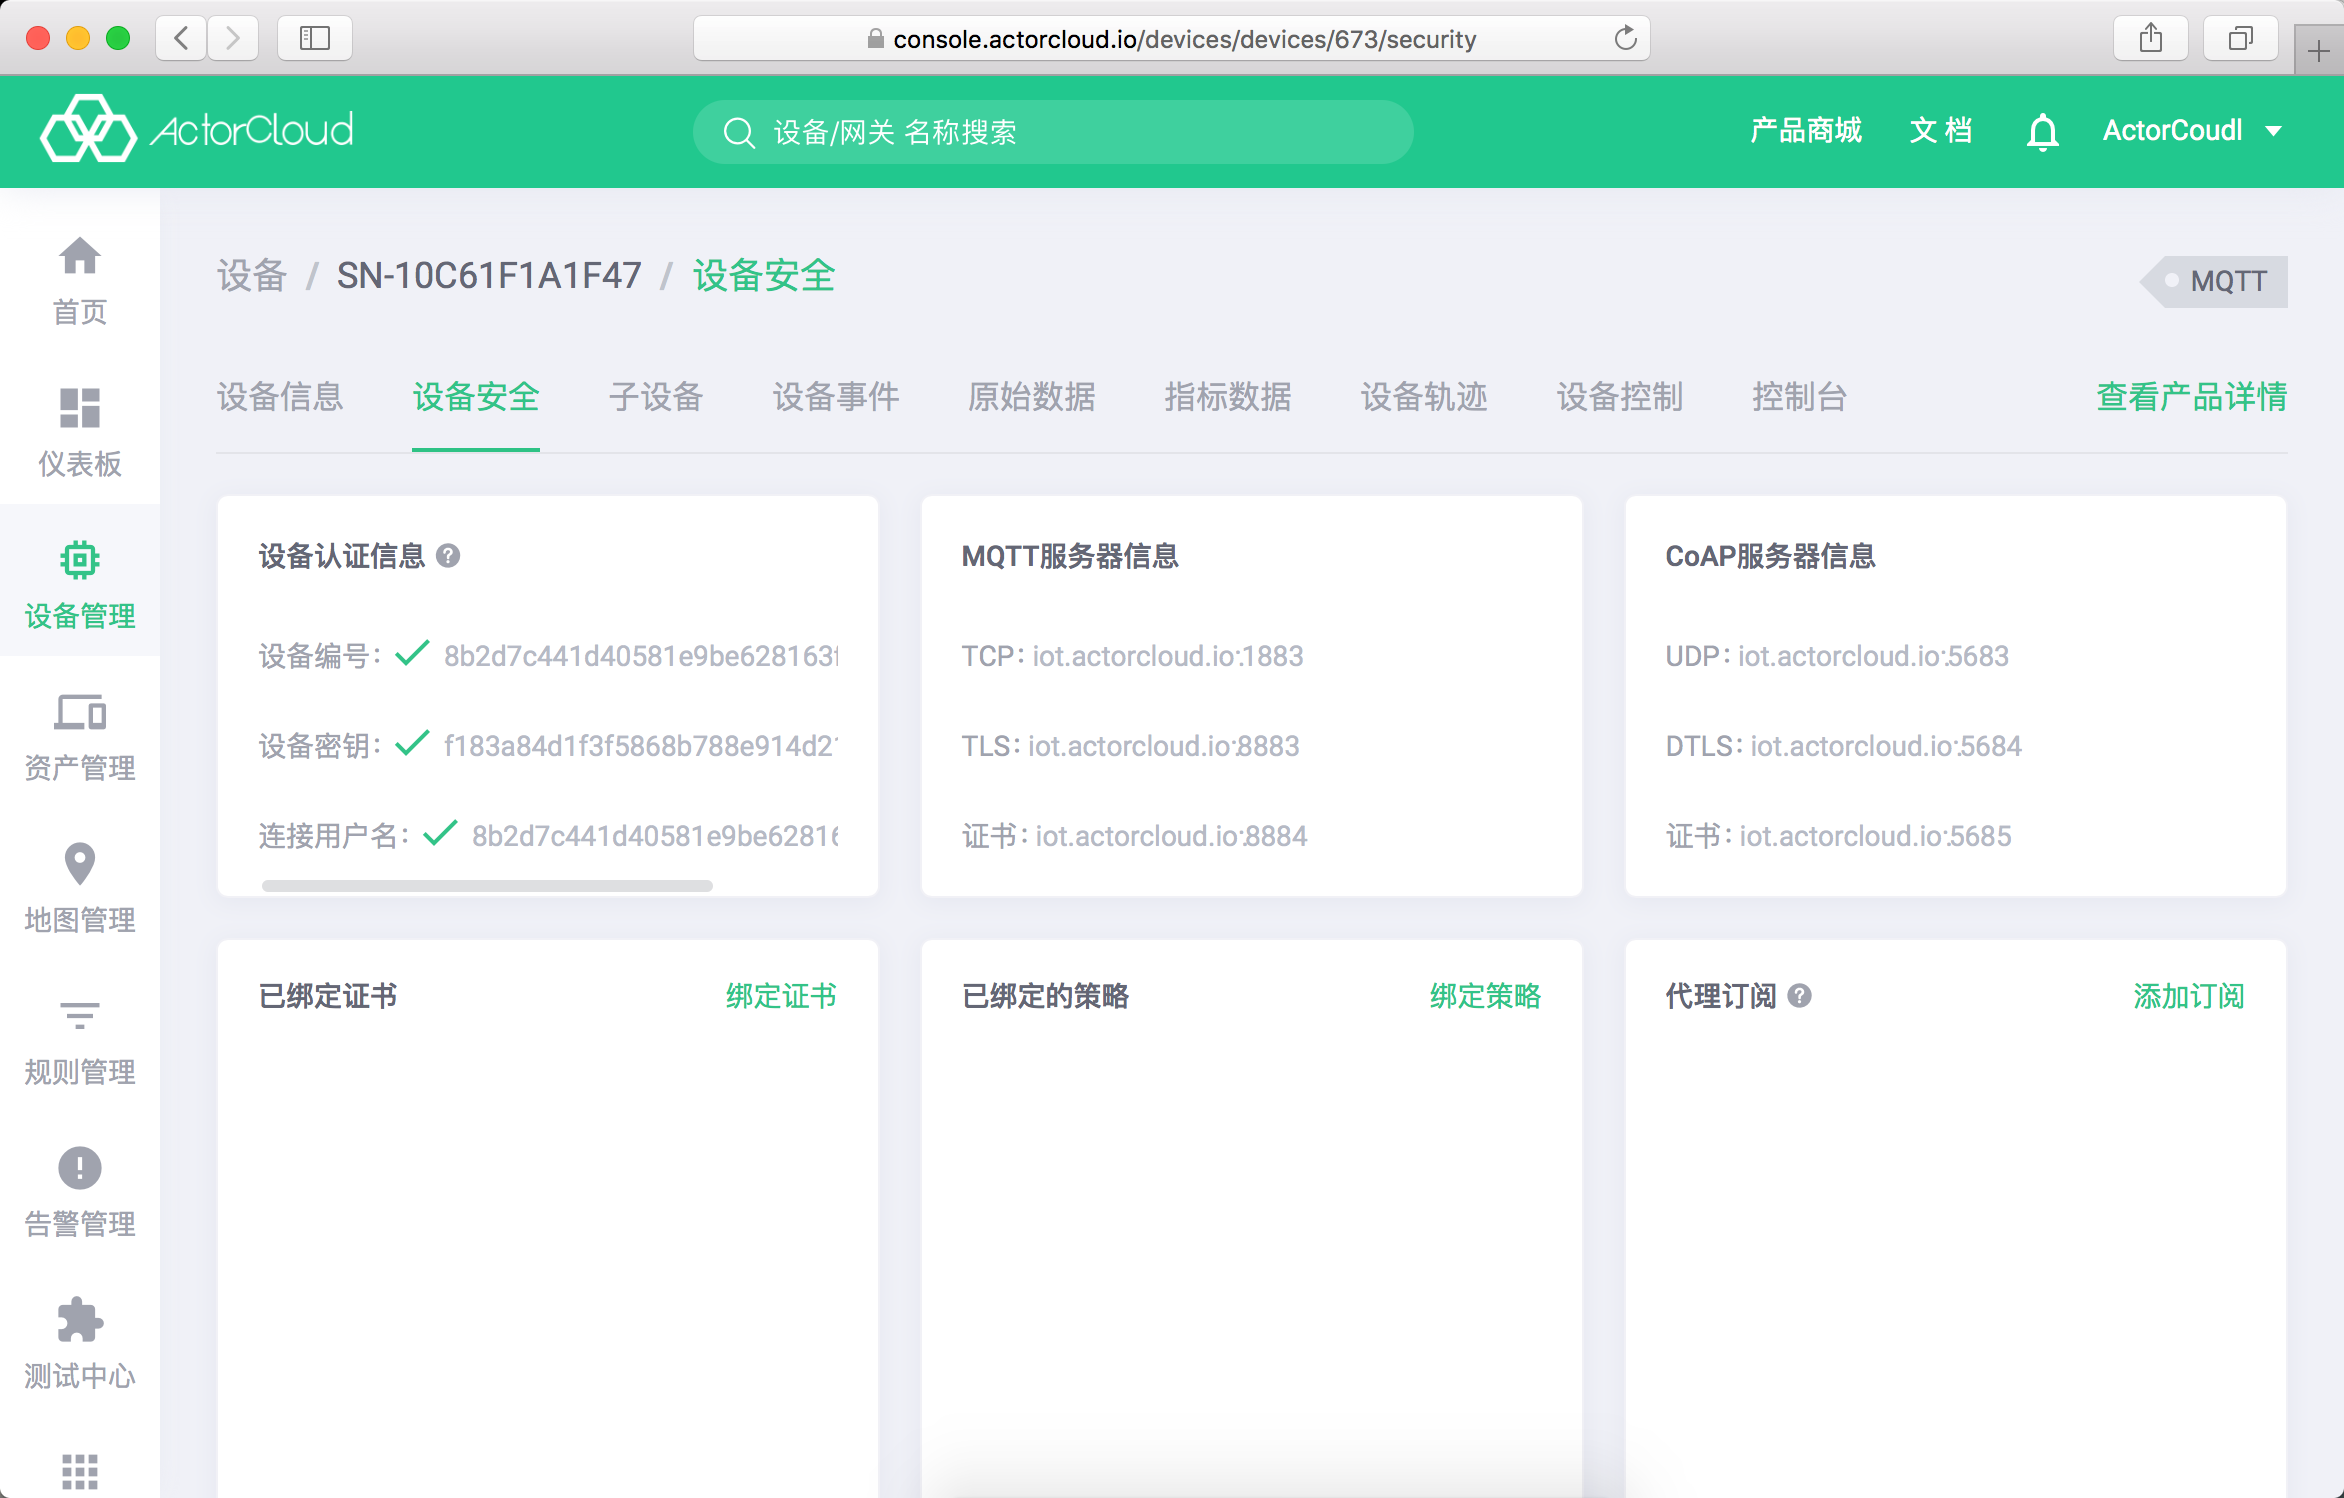 console.actorcloud.io/devices/devices/673/security
ActorCloud
设备/网关 名称搜索
产品商城
文 档
ActorCoudl
首页
仪表板
设备管理
资产管理
地图管理
规则管理
告警管理
测试中心
设备 / SN-10C61F1A1F47 / 设备安全
MQTT
设备信息
设备安全
子设备
设备事件
原始数据
指标数据
设备轨迹
设备控制
控制台
查看产品详情
设备认证信息
设备编号: 8b2d7c441d40581e9be628163
设备密钥: f183a84d1f3f5868b788e914d2
连接用户名: 8b2d7c441d40581e9be6281
MQTT服务器信息
TCP: iot.actorcloud.io:1883
TLS: iot.actorcloud.io:8883
证书: iot.actorcloud.io:8884
CoAP服务器信息
UDP: iot.actorcloud.io:5683
DTLS: iot.actorcloud.io:5684
证书: iot.actorcloud.io:5685
已绑定证书
绑定证书
已绑定的策略
绑定策略
代理订阅
添加订阅